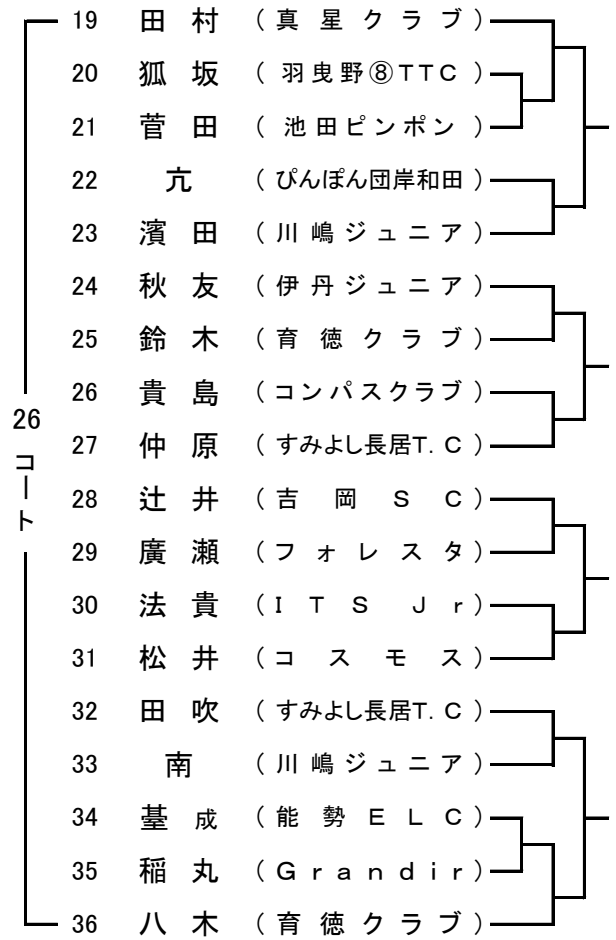 19 田村 (真星クラブ)
20 狐坂 (羽曳野⑧TTC)
21 菅田 (池田ピンポン)
22 亢 (ぴんぽん団岸和田)
23 濱田 (川嶋ジュニア)
24 秋友 (伊丹ジュニア)
25 鈴木 (育徳クラブ)
26 貴島 (コンパスクラブ)
27 仲原 (すみよし長居T.C)
28 辻井 (吉岡SC)
29 廣瀬 (フォレスタ)
30 法貴 (ITS Jr)
31 松井 (コスモス)
32 田吹 (すみよし長居T.C)
33 南 (川嶋ジュニア)
34 基成 (能勢ELC)
35 稲丸 (Grandir)
36 八木 (育徳クラブ)
26コート